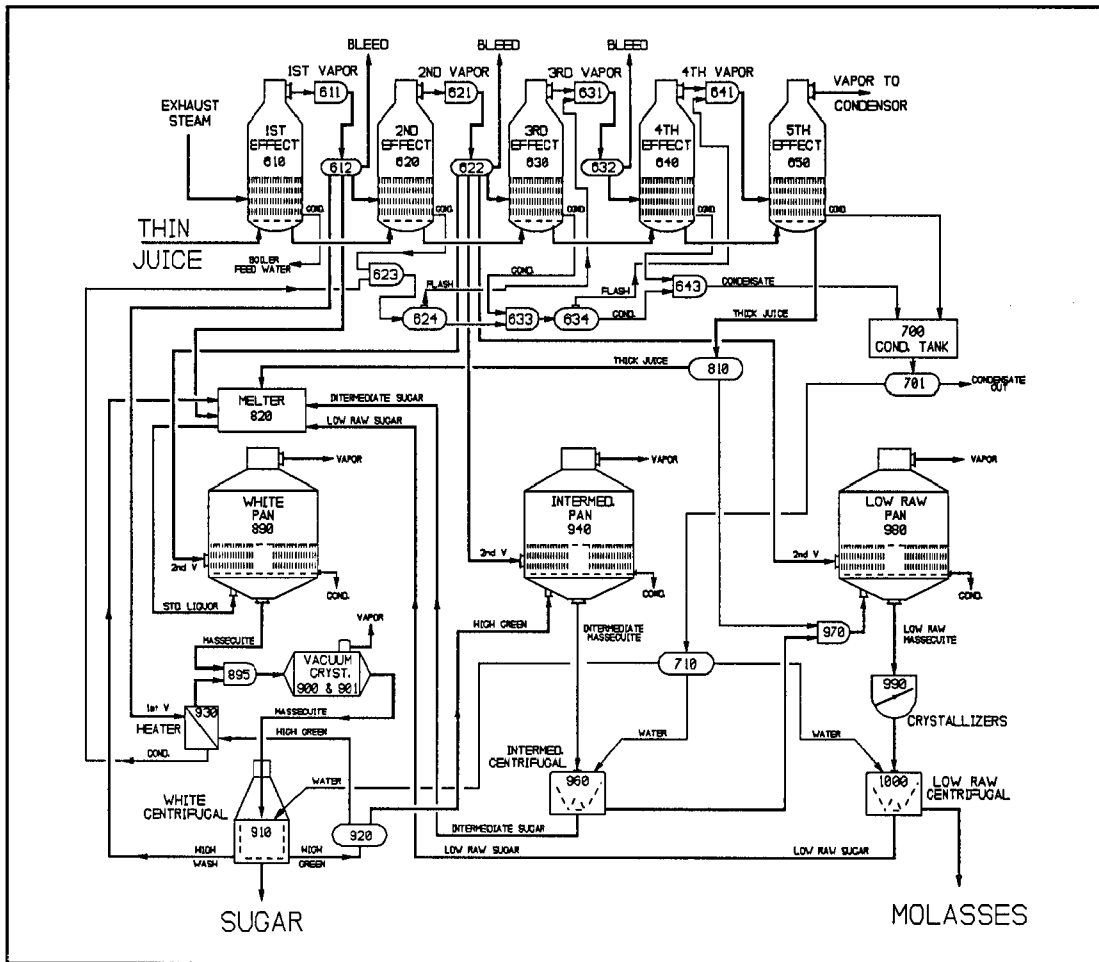 BLEED
BLEED
BLEED
1ST VAPOR
2ND VAPOR
3RD VAPOR
4TH VAPOR
VAPOR TO
CONDENSOR
611
621
631
641
EXHAUST
STEAM
1ST
EFFECT
610
2ND
EFFECT
620
3RD
EFFECT
630
4TH
EFFECT
640
5TH
EFFECT
650
612
622
632
COND.
COND.
COND.
COND.
COND
THIN
JUICE
BOILER
FEED WATER
623
COND.
FLASH
FLASH
643
CONDENSATE
624
633
634
COND.
THICK JUICE
700
COND. TANK
THICK JUICE
810
701
CONDENSATE
OUT
MELTER
820
INTERMEDIATE SUGAR
LOW RAW SUGAR
VAPOR
VAPOR
VAPOR
WHITE
PAN
890
INTERMED.
PAN
940
LOW RAW
PAN
980
2nd V
2nd V
2nd V
COND.
COND.
COND.
STD LIQUOR
HIGH GREEN
INTERMEDIATE
MASSECUITE
970
LOW RAW
MASSECUITE
MASSECUITE
VAPOR
895
VACUUM
CRYST.
900 & 901
710
990
CRYSTALLIZERS
1st V
930
HEATER
MASSECUITE
HIGH GREEN
COND.
WATER
WATER
INTERMED.
CENTRIFUGAL
960
WATER
1000
LOW RAW
CENTRIFUGAL
WHITE
CENTRIFUGAL
910
920
INTERMEDIATE SUGAR
HIGH
WASH
HIGH
GREEN
LOW RAW SUGAR
LOW RAW SUGAR
SUGAR
MOLASSES